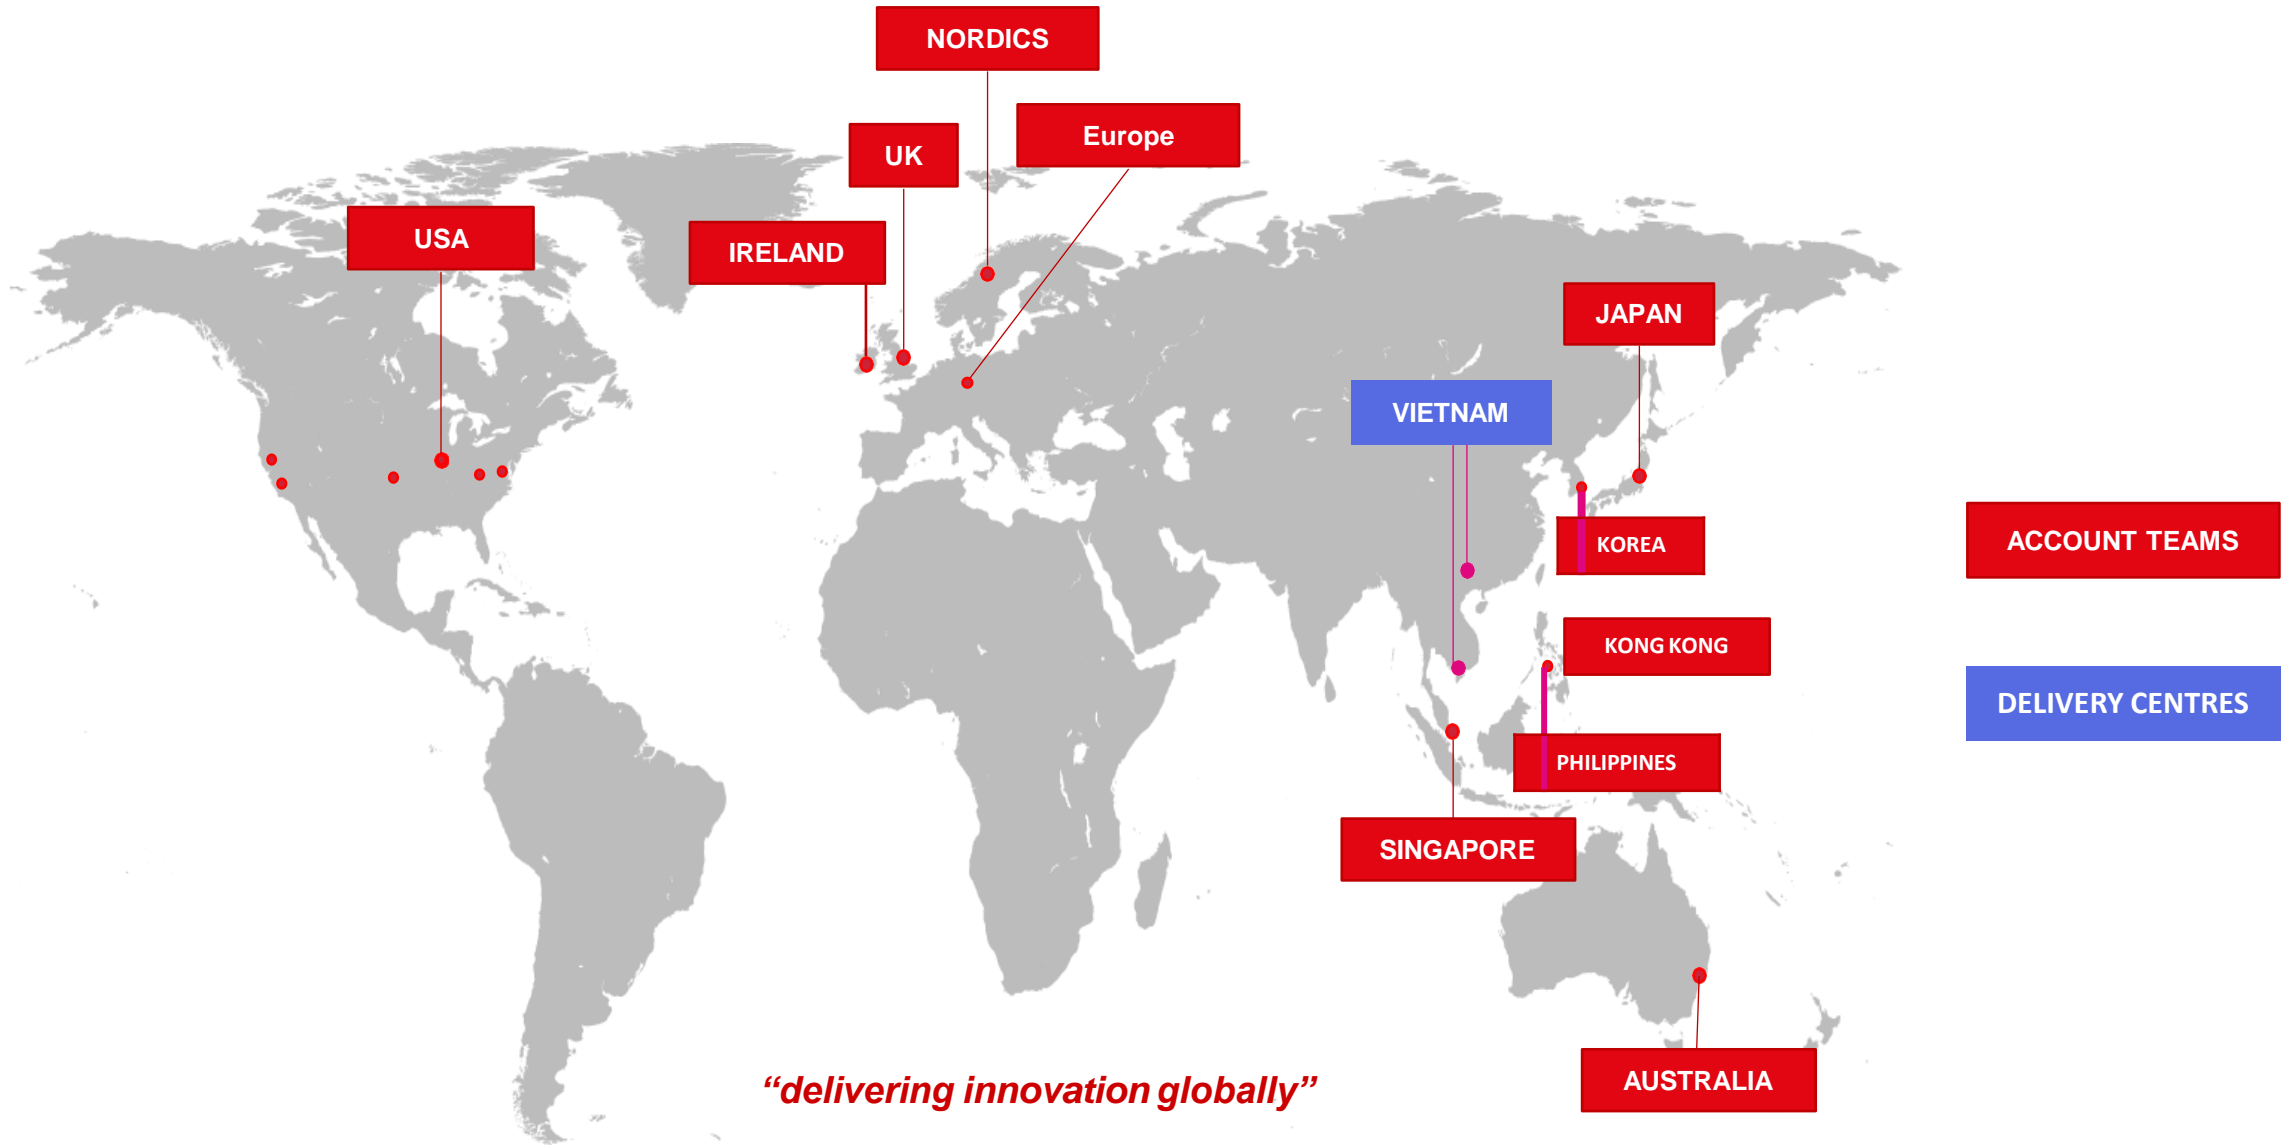 NORDICS
Europe
UK
USA
IRELAND
JAPAN
VIETNAM
KOREA
ACCOUNT TEAMS
KONG KONG
DELIVERY CENTRES
PHILIPPINES
SINGAPORE
AUSTRALIA
“delivering innovation globally”